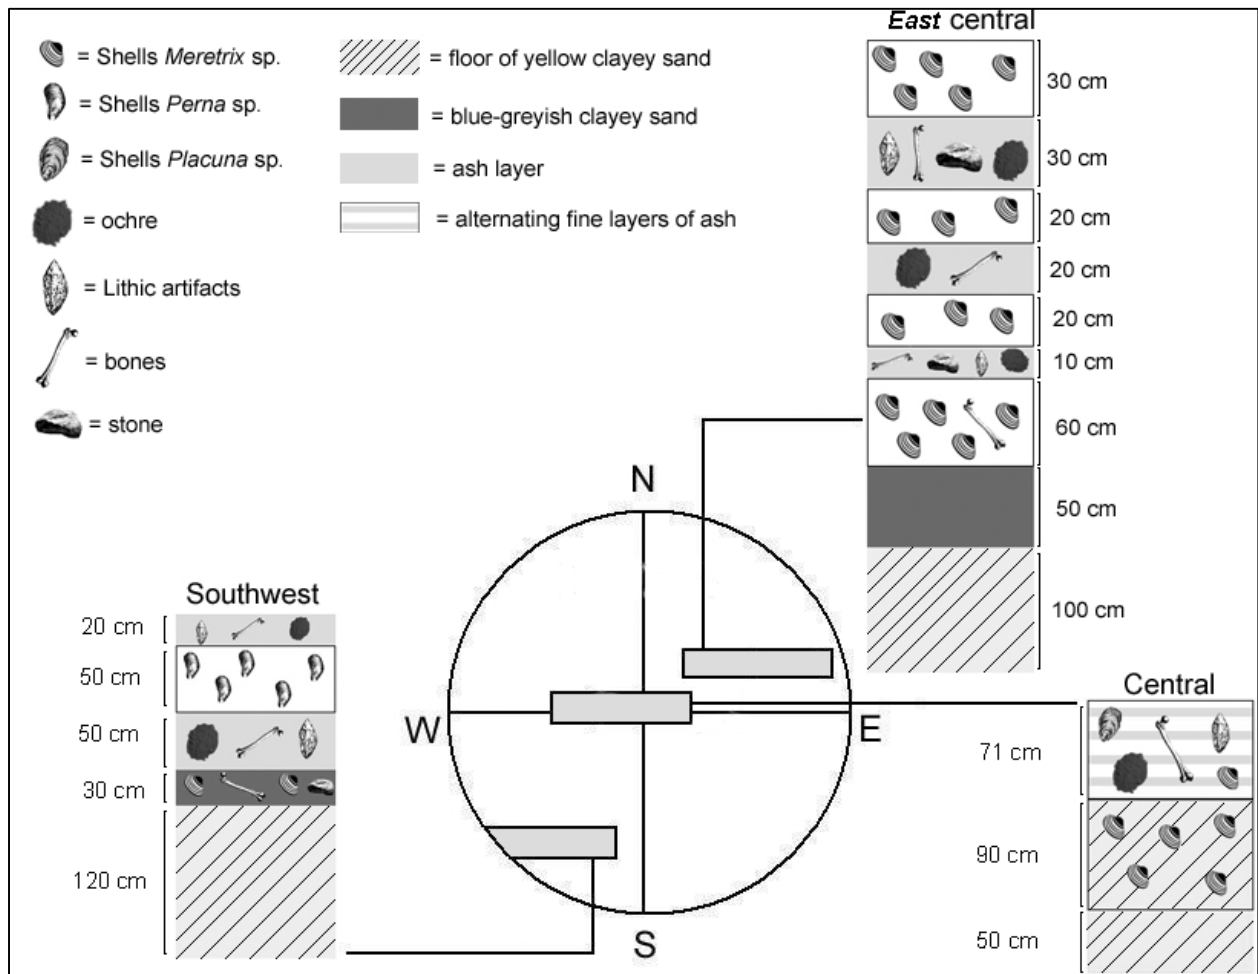 = Shells Meretrix sp.
= Shells Perna sp.
= Shells Placuna sp.
= ochre
= Lithic artifacts
= bones
= stone
= floor of yellow clayey sand
= blue-greyish clayey sand
= ash layer
= alternating fine layers of ash
East central
30 cm
30 cm
20 cm
20 cm
20 cm
10 cm
60 cm
50 cm
100 cm
N
W
E
S
Southwest
20 cm
50 cm
50 cm
30 cm
120 cm
Central
71 cm
90 cm
50 cm